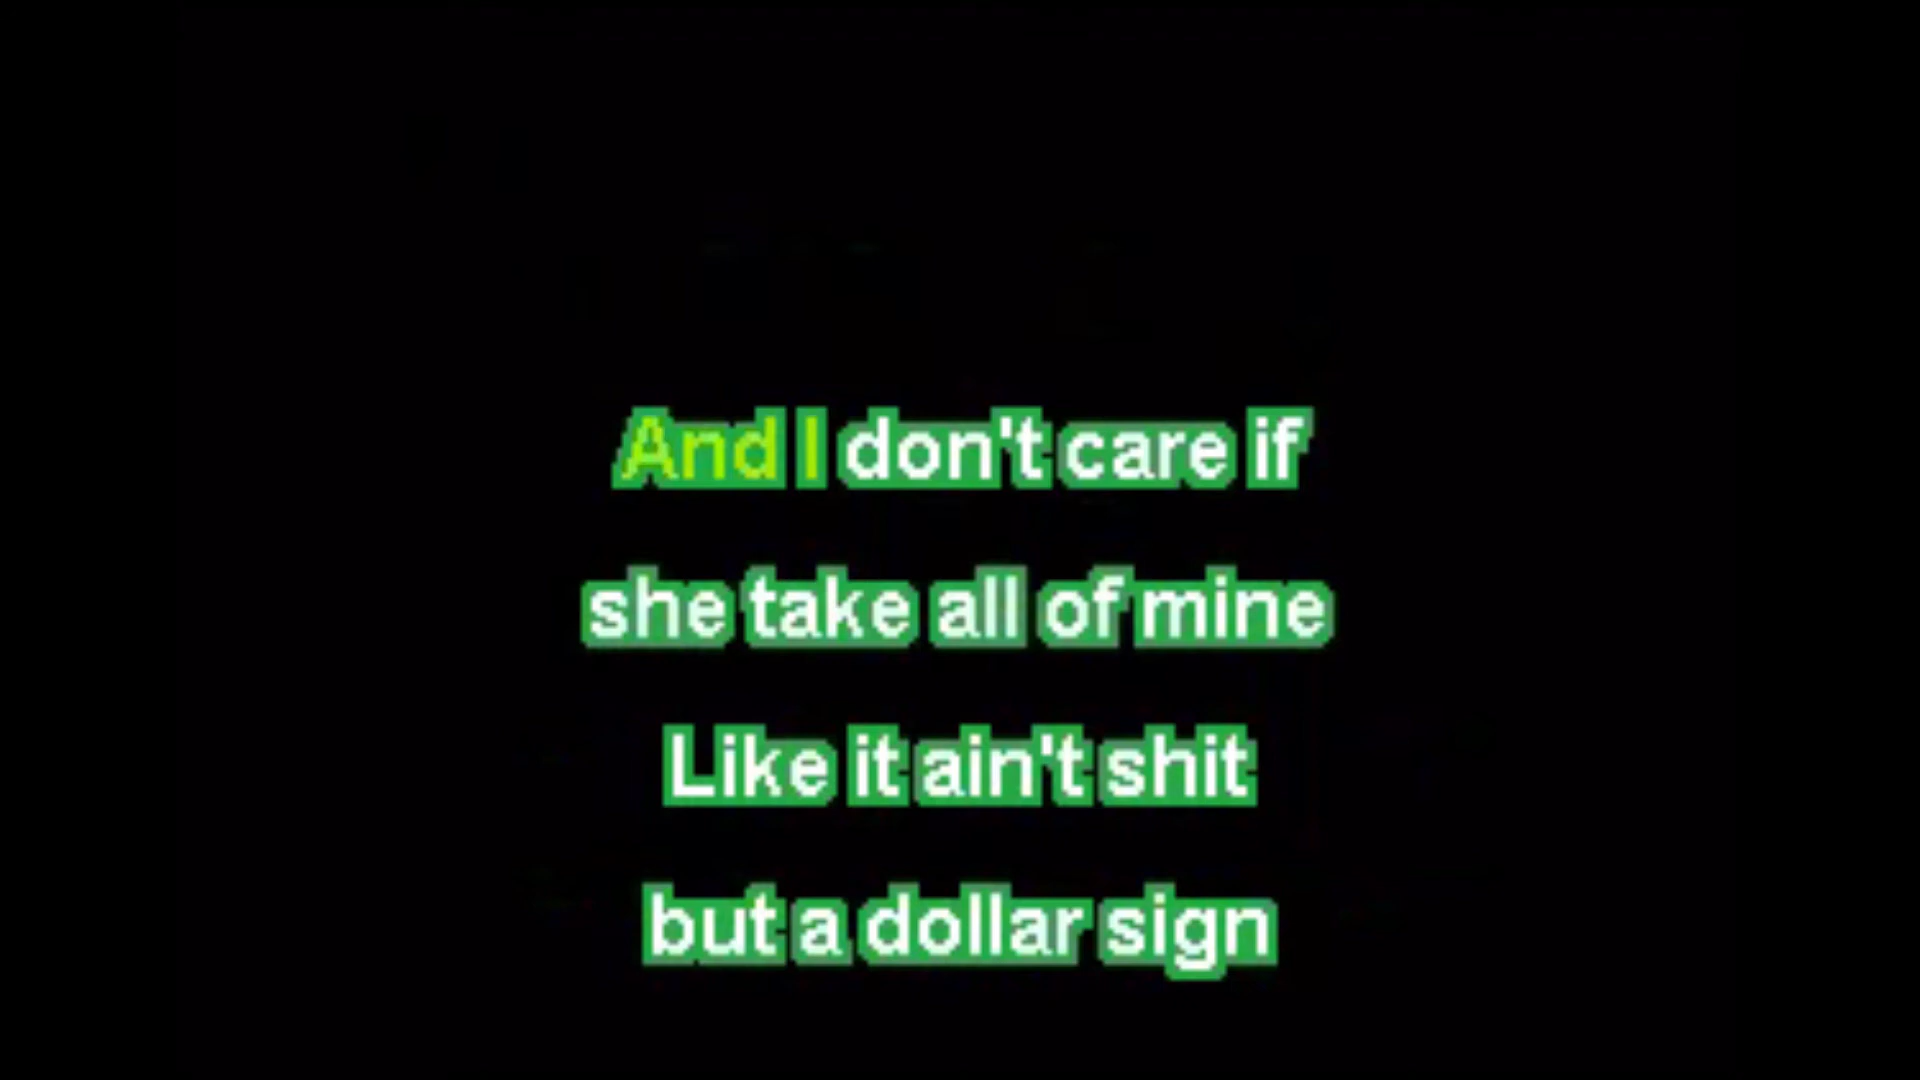 And I don't care if
she take all of mine
Like it ain't shit
but a dollar sign